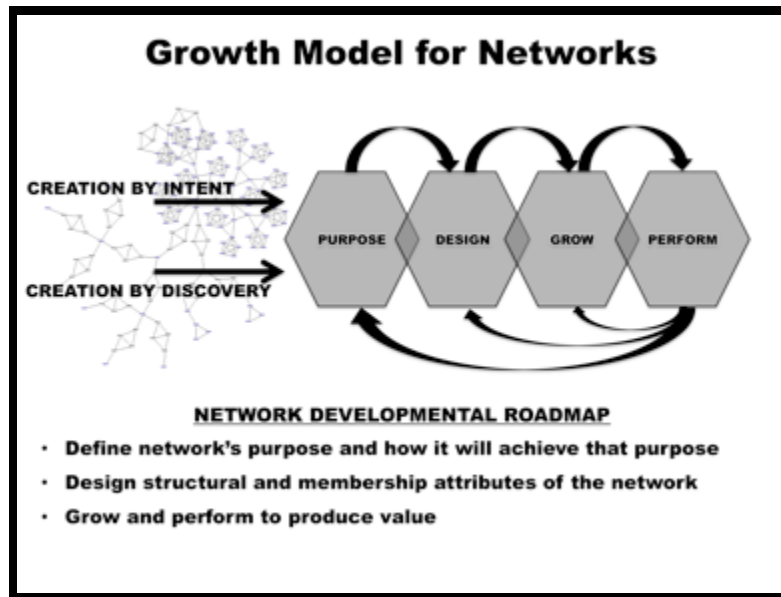 Growth Model for Networks
CREATION BY INTENT
CREATION BY DISCOVERY
PURPOSE
DESIGN
GROW
PERFORM
NETWORK DEVELOPMENTAL ROADMAP
• Define network's purpose and how it will achieve that purpose
• Design structural and membership attributes of the network
• Grow and perform to produce value